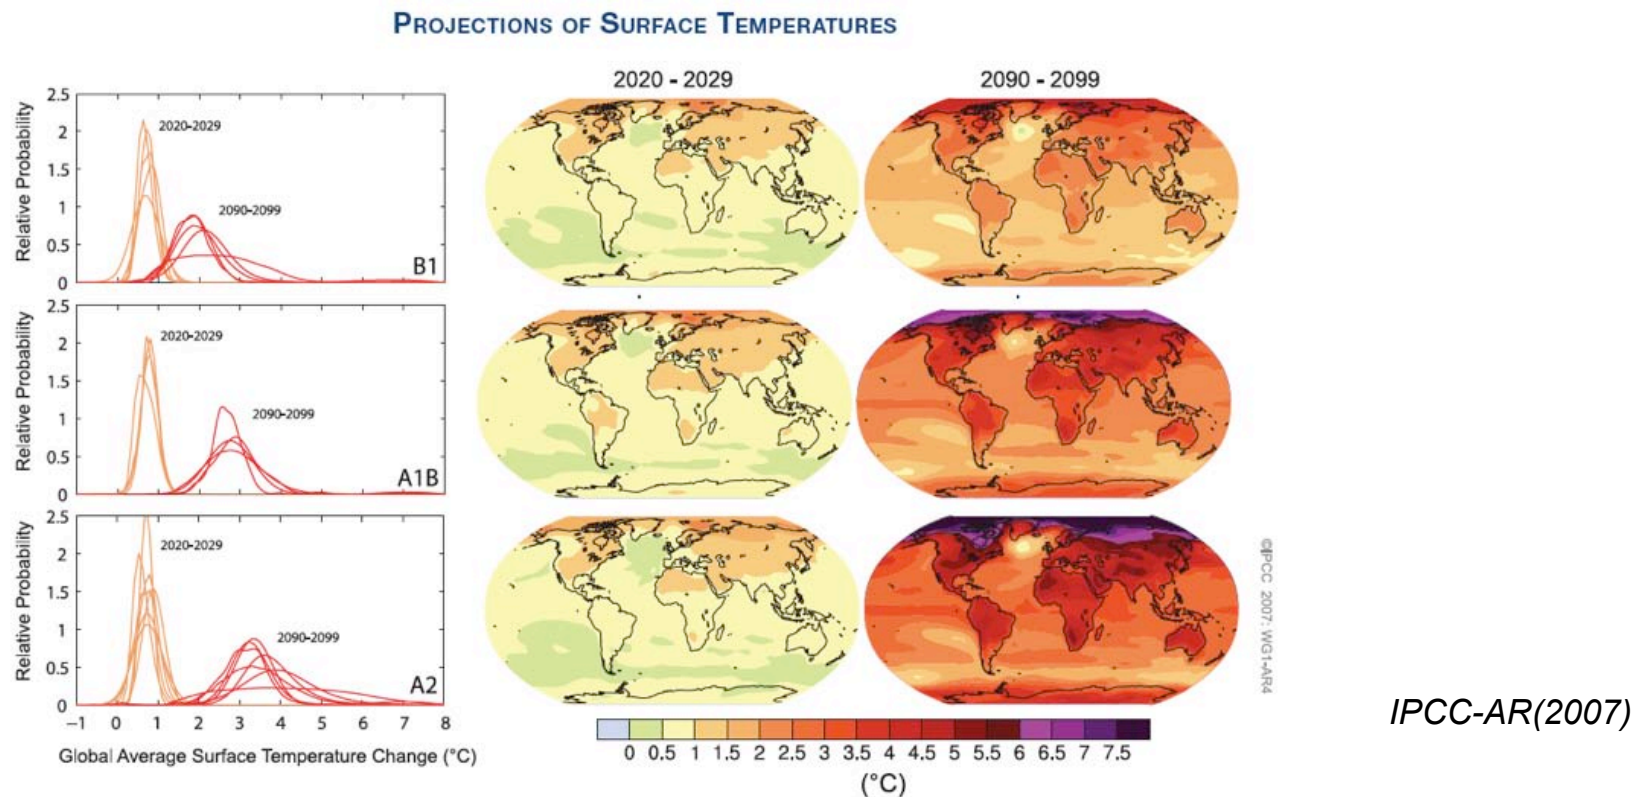 PROJECTIONS OF SURFACE TEMPERATURES
2020 - 2029
2090 - 2099
Relative Probability
2.5
2
1.5
1
0.5
0
2020-2029
2090-2099
B1
Relative Probability
2.5
2
1.5
1
0.5
0
2020-2029
2090-2099
A1B
Relative Probability
2.5
2
1.5
1
0.5
0
2020-2029
2090-2099
A2
−1 0 1 2 3 4 5 6 7 8
Global Average Surface Temperature Change (°C)
0 0.5 1 1.5 2 2.5 3 3.5 4 4.5 5 5.5 6 6.5 7 7.5
(°C)
©IPCC 2007: WG1-AR4
IPCC-AR(2007)